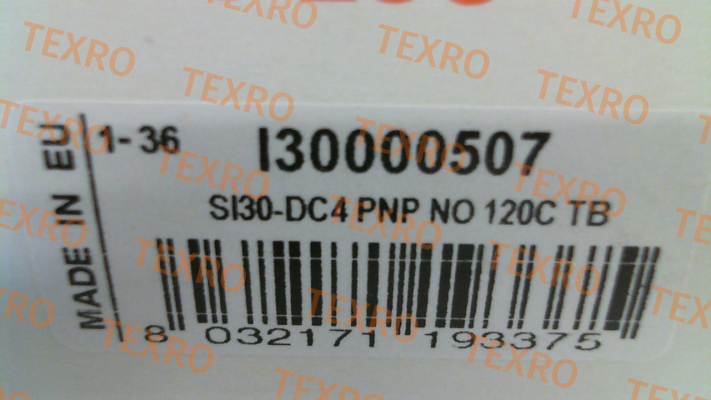 MADE IN EU
1-36
I30000507
SI30-DC4 PNP NO 120C TB
8 032171 193375
TEXRO